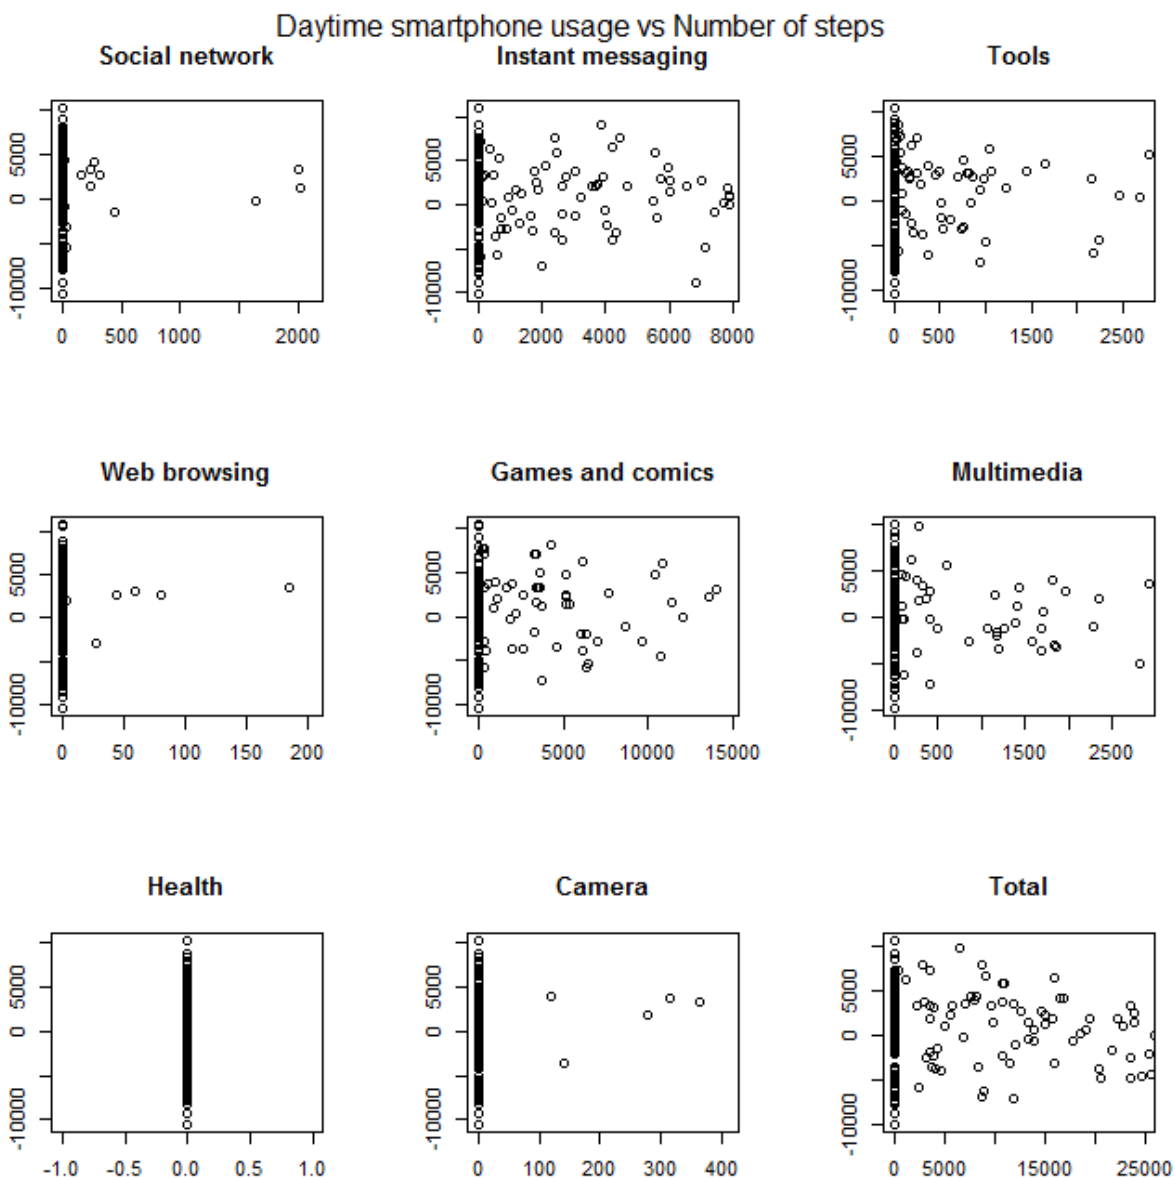 Daytime smartphone usage vs Number of steps
Social network
Instant messaging
Tools
-10000 0 5000
0 500 1000 2000
-10000 0 5000
0 2000 4000 6000 8000
-10000 0 5000
0 500 1500 2500
Web browsing
Games and comics
Multimedia
-10000 0 5000
0 50 100 150 200
-10000 0 5000
0 5000 10000 15000
-10000 0 5000
0 500 1500 2500
Health
Camera
Total
-10000 0 5000
-1.0 -0.5 0.0 0.5 1.0
-10000 0 5000
0 100 200 300 400
-10000 0 5000
0 5000 15000 25000